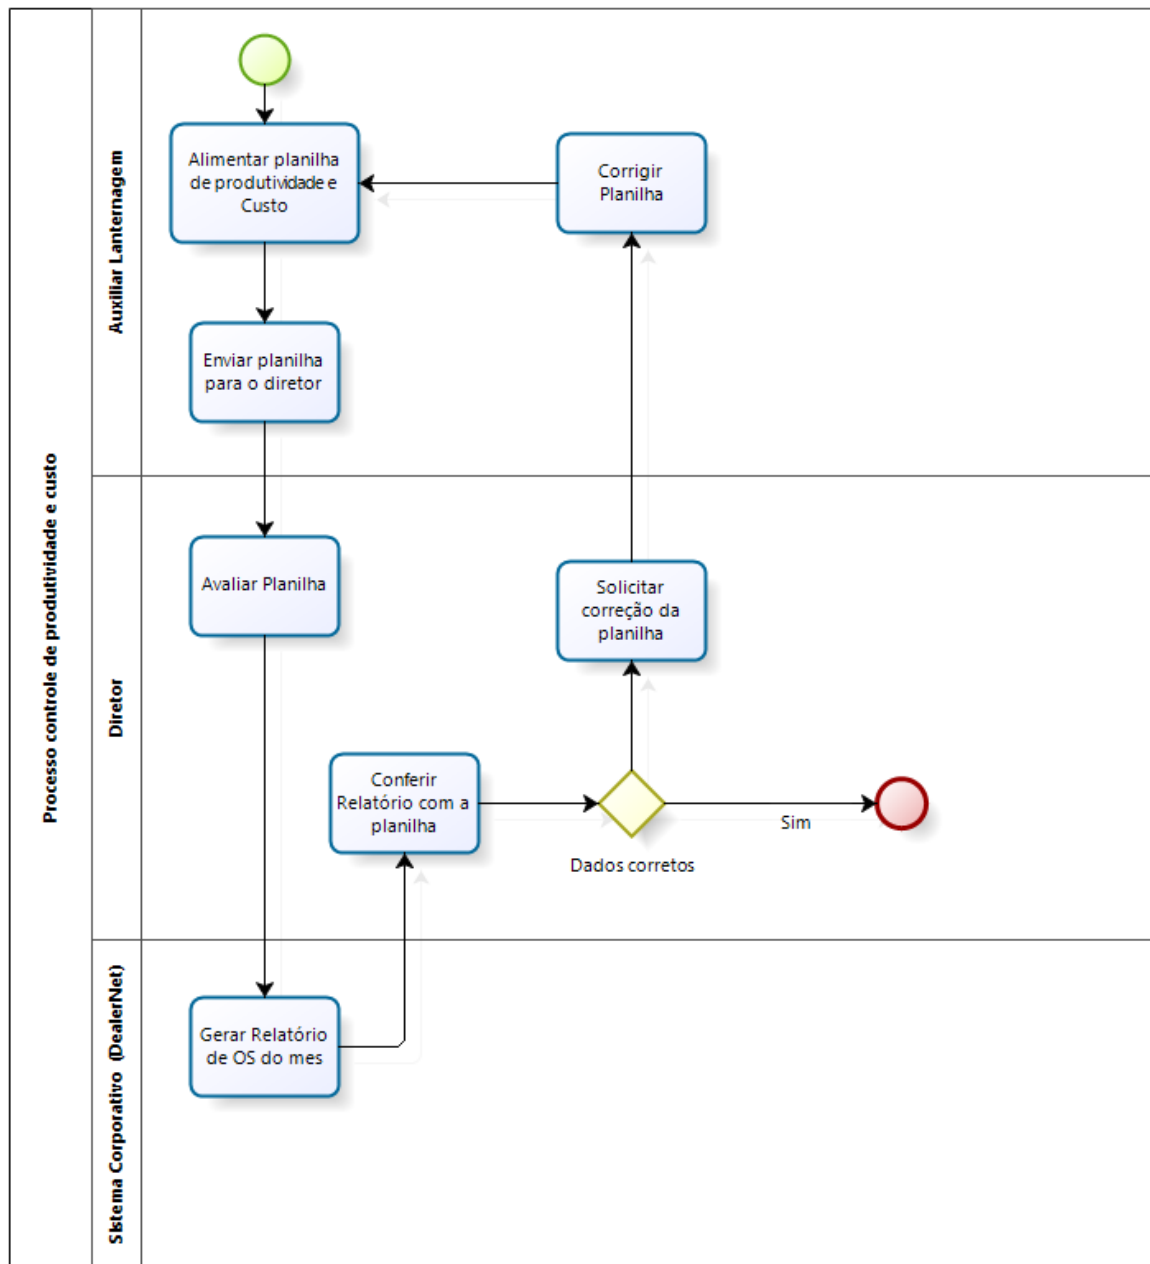 Processo controle de produtividade e custo
Auxiliar Lanternagem
Alimentar planilha
de produtividade e
Custo
Corrigir
Planilha
Enviar planilha
para o diretor
Diretor
Avaliar Planilha
Solicitar
correção da
planilha
Conferir
Relatório com a
planilha
Sim
Dados corretos
Sistema Corporativo (DealerNet)
Gerar Relatório
de OS do mes